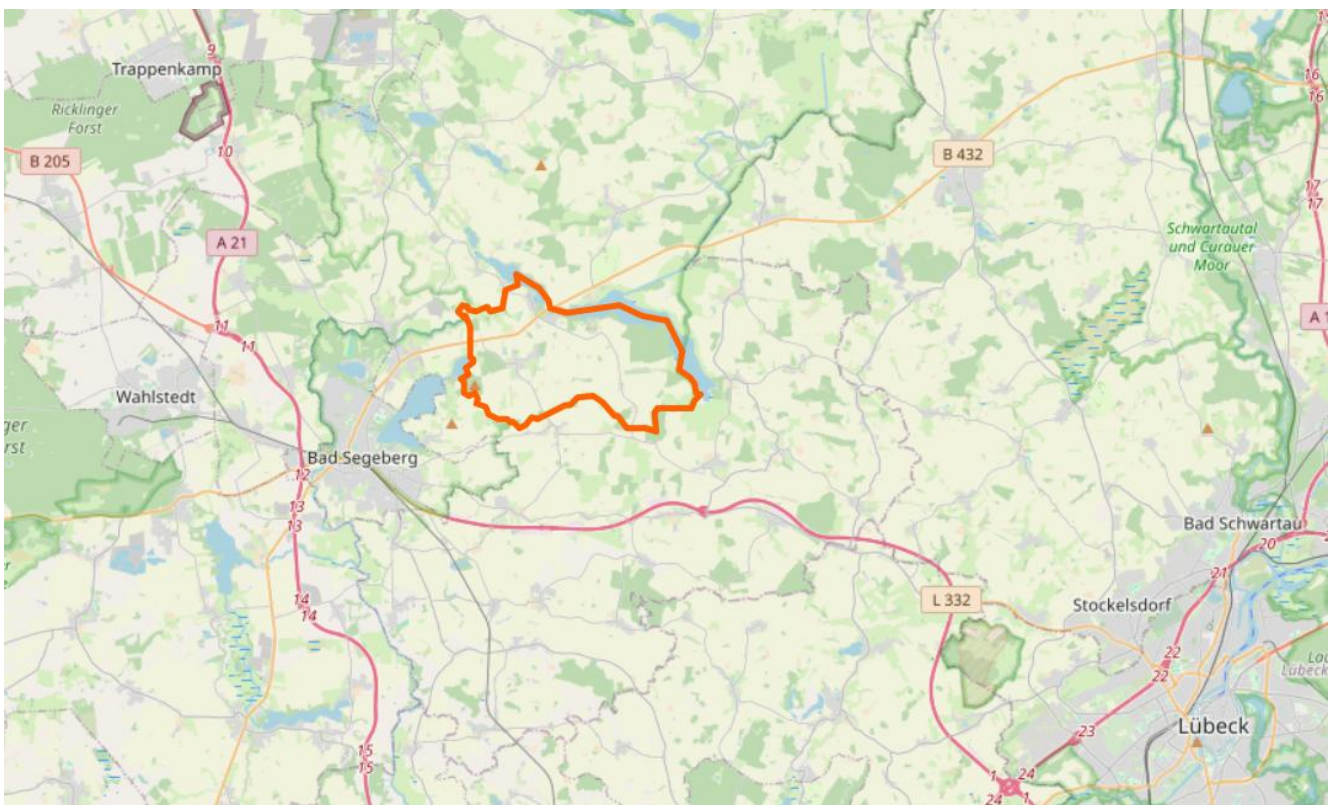 9
Trappenkamp
Ricklinger
Forst
10
B 205
B 432
16
16
17
17
A 21
Schwartautal
und Curauer
Moor
11
11
A 1
Wahlstedt
ger
rst
Bad Segeberg
12
13
13
Bad Schwartau
20
21
14
14
L 332
Stockelsdorf
22
22
Lübeck
23
15
15
1
24
24
1